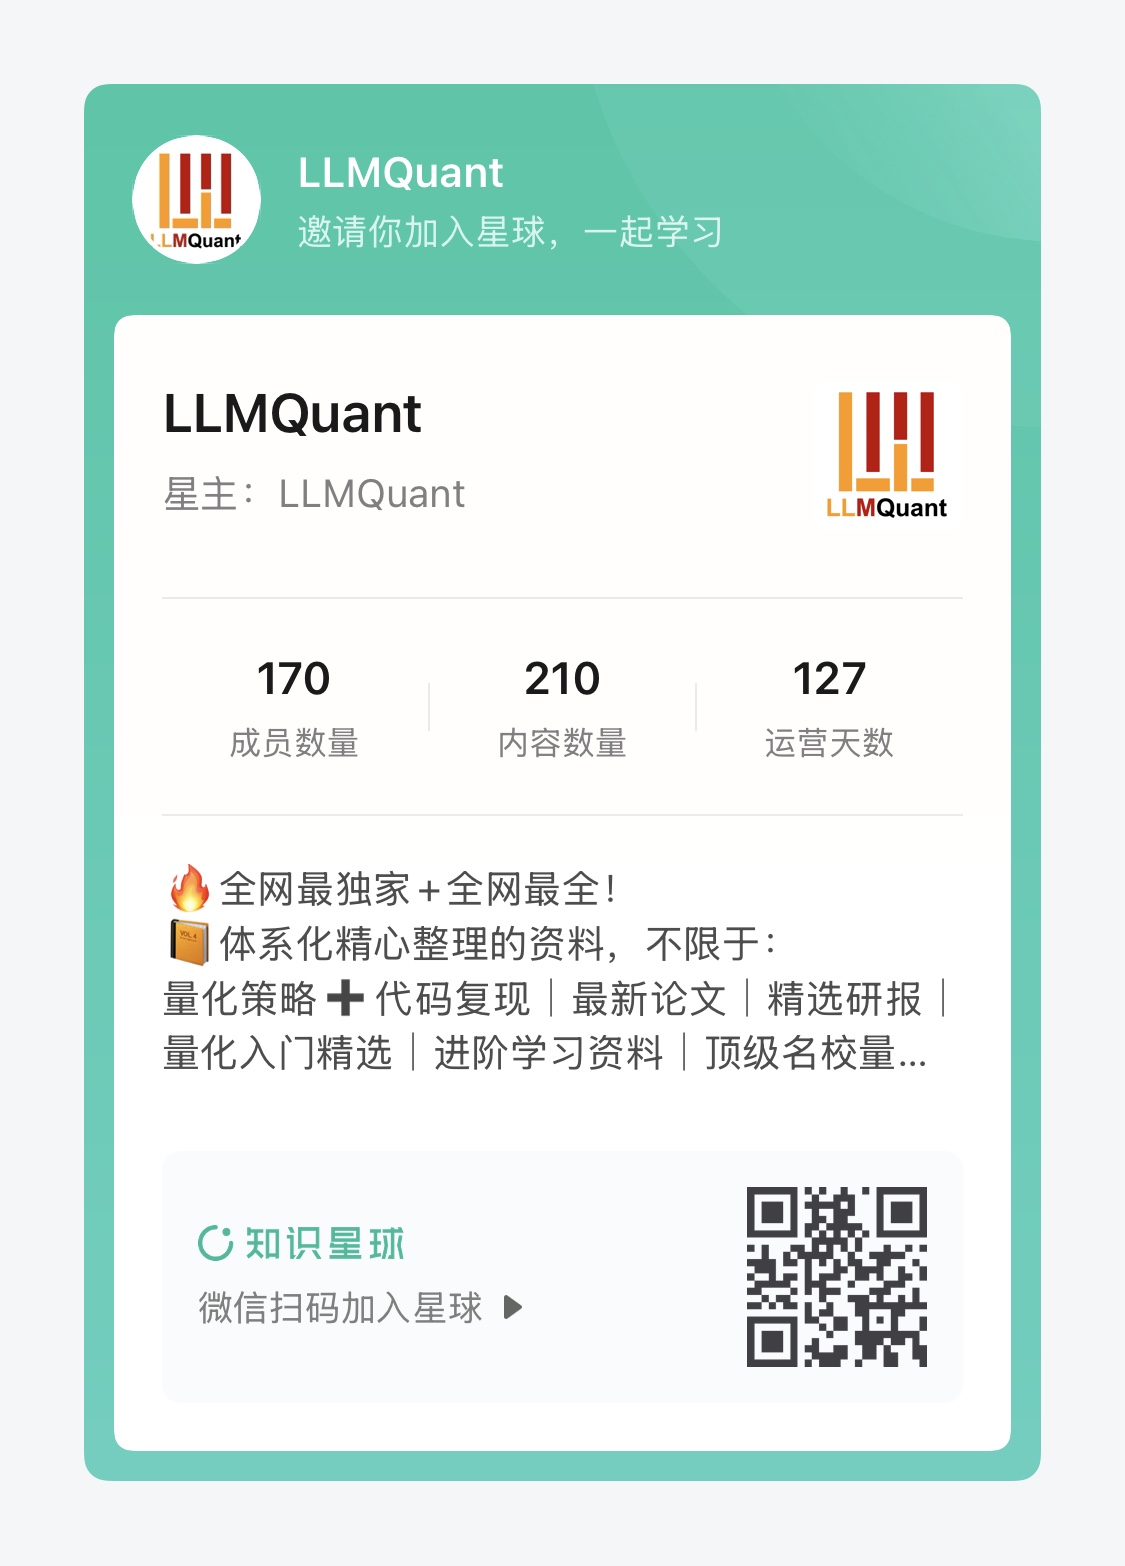 LLMQuant
LLMQuant
邀请你加入星球，一起学习
LLMQuant
星主：LLMQuant
LLMQuant
170
210
127
成员数量
内容数量
运营天数
🔥全网最独家+全网最全！
📔体系化精心整理的资料，不限于：
量化策略➕代码复现｜最新论文｜精选研报｜
量化入门精选｜进阶学习资料｜顶级名校量...
知识星球
微信扫码加入星球 ▶